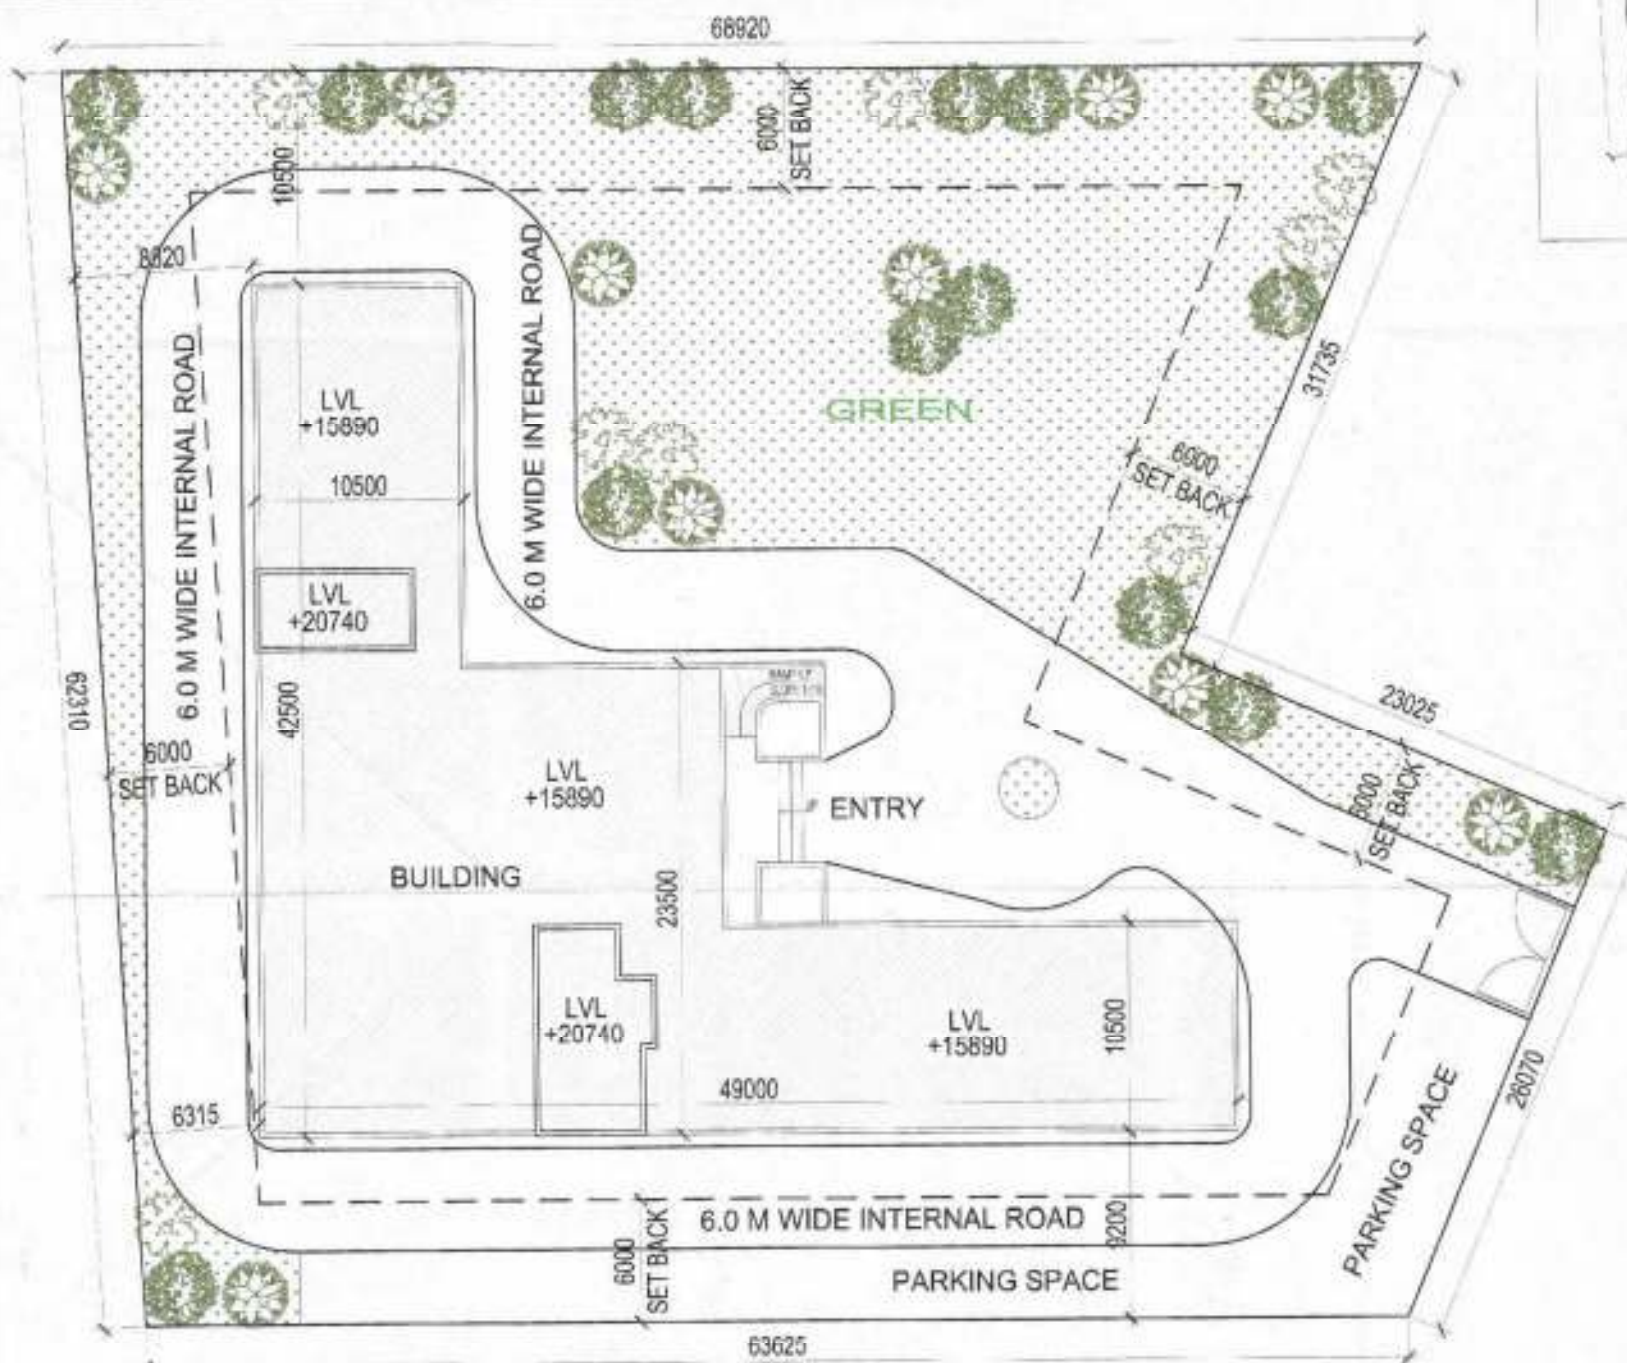 68920
6000
SET BACK
10500
8820
6.0 M WIDE INTERNAL ROAD
6.0 M WIDE INTERNAL ROAD
31735
LVL
+15890
GREEN
6000
SET BACK
10500
LVL
+20740
62310
42500
23025
6000
SET BACK
LVL
+15890
ENTRY
6000
SET BACK
BUILDING
23500
LVL
+20740
LVL
+15890
10500
49000
6315
26070
PARKING SPACE
6.0 M WIDE INTERNAL ROAD
9200
6000
SET BACK
PARKING SPACE
63625